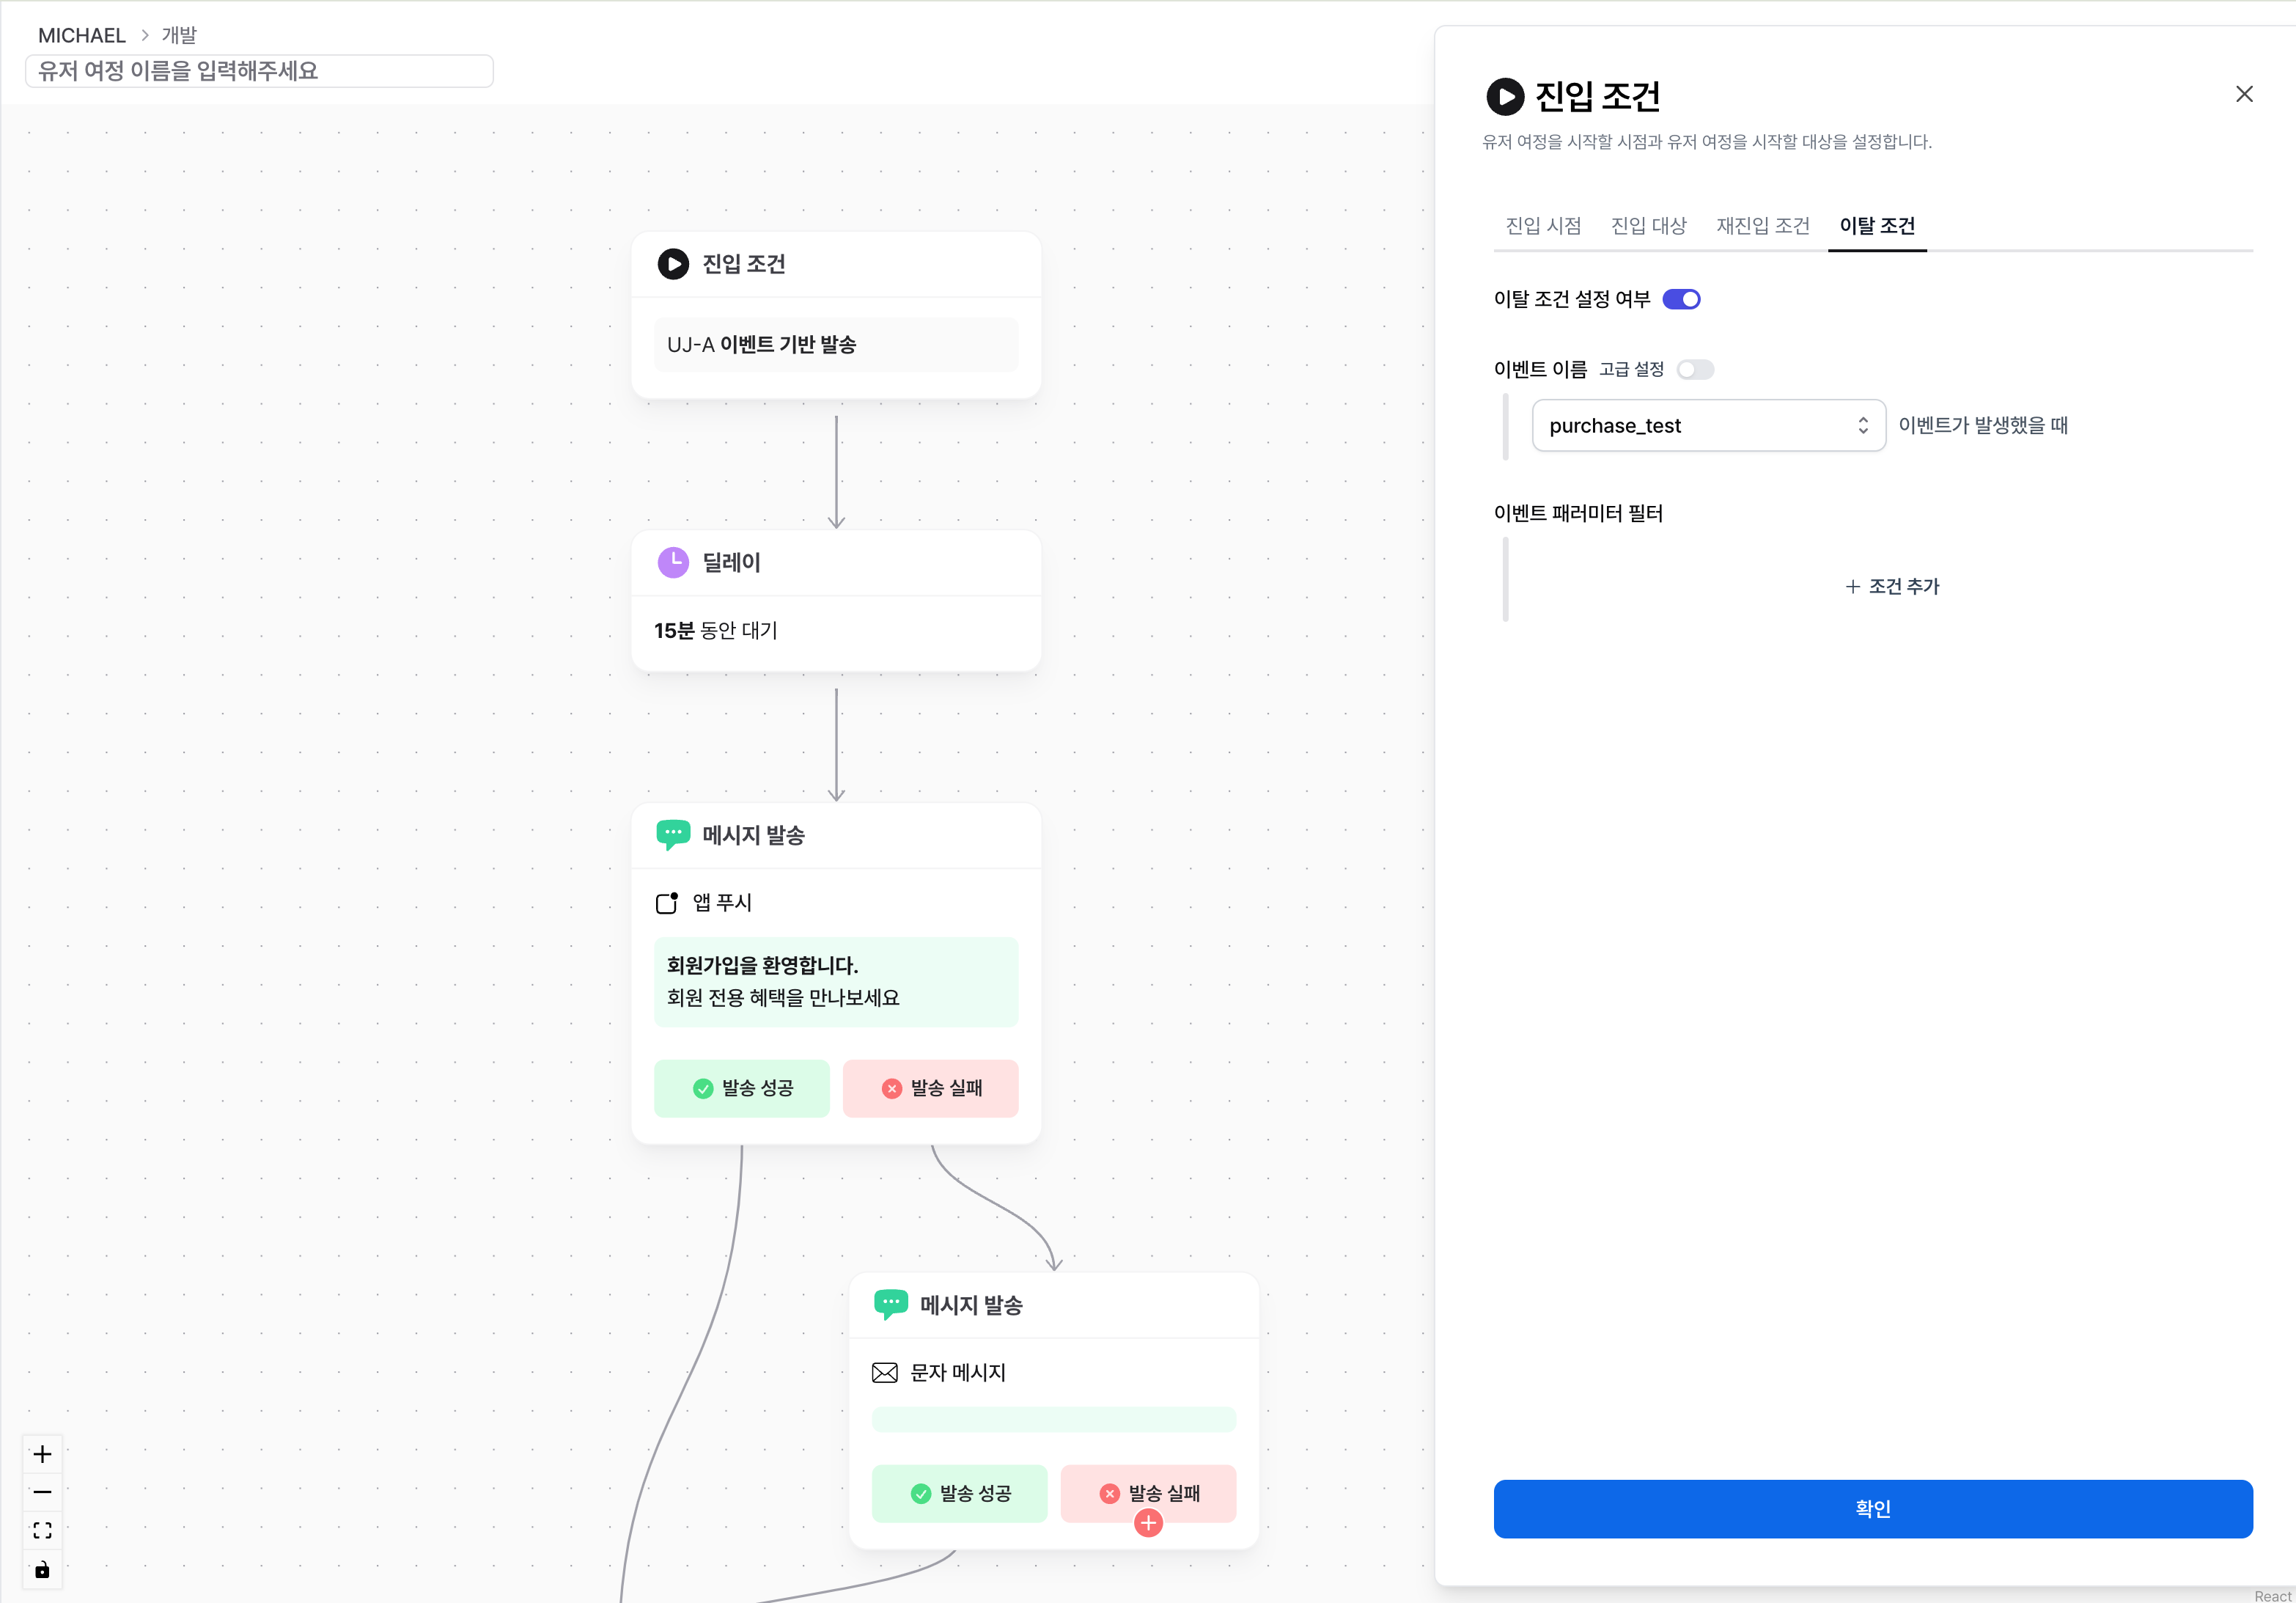 MICHAEL > 개발
유저 여정 이름을 입력해주세요
진입 조건
UJ-A 이벤트 기반 발송
딜레이
15분 동안 대기
메시지 발송
앱 푸시
회원가입을 환영합니다.
회원 전용 혜택을 만나보세요
발송 성공
발송 실패
메시지 발송
문자 메시지
발송 성공
발송 실패
진입 조건
유저 여정을 시작할 시점과 유저 여정을 시작할 대상을 설정합니다.
진입 시점 진입 대상 재진입 조건 이탈 조건
이탈 조건 설정 여부
이벤트 이름 고급 설정
purchase_test 이벤트가 발생했을 때
이벤트 패러미터 필터
+ 조건 추가
확인
React